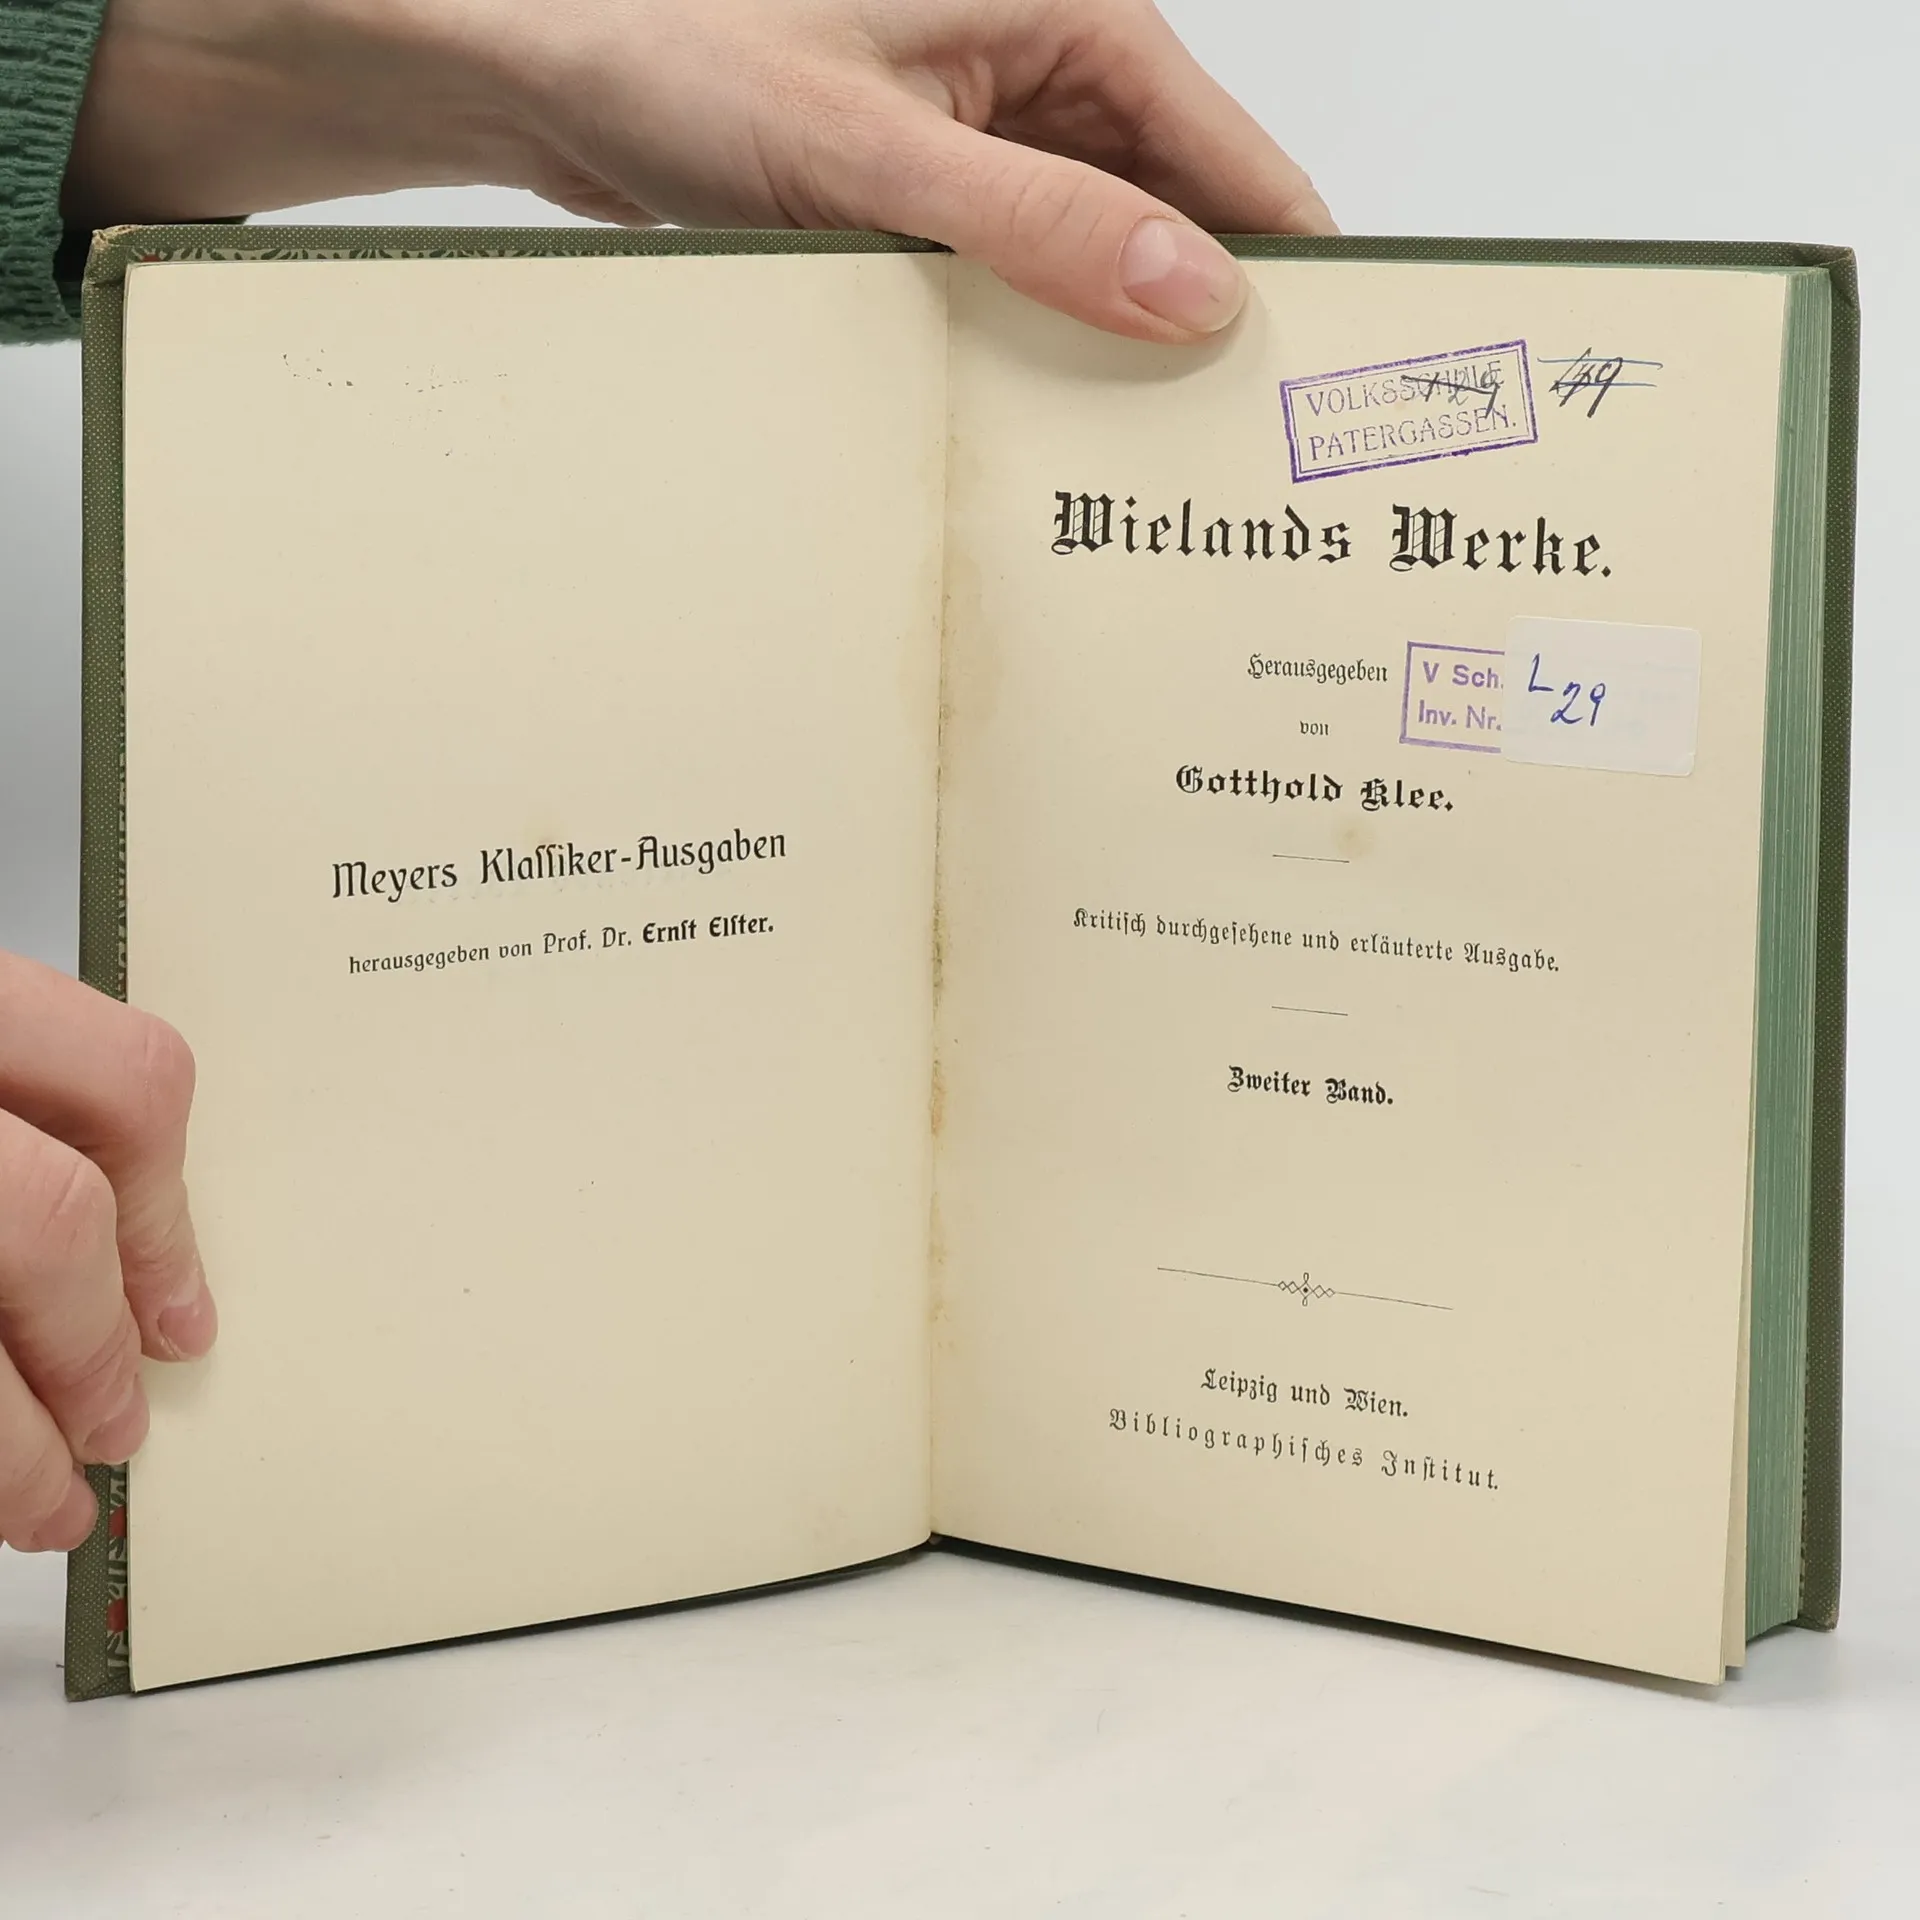 Meyers Klaſſiker-Ausgaben
herausgegeben von Prof. Dr. Ernſt Elſter.
VOLKSSCHULE
PATERGASSEN.
129
Wielands Werke.
Herausgegeben
von
Gotthold Klee.
V Sch.
Inv. Nr.
L 29
Kritiſch durchgeſehene und erläuterte Ausgabe.
Zweiter Band.
Leipzig und Wien.
Bibliographiſches Inſtitut.